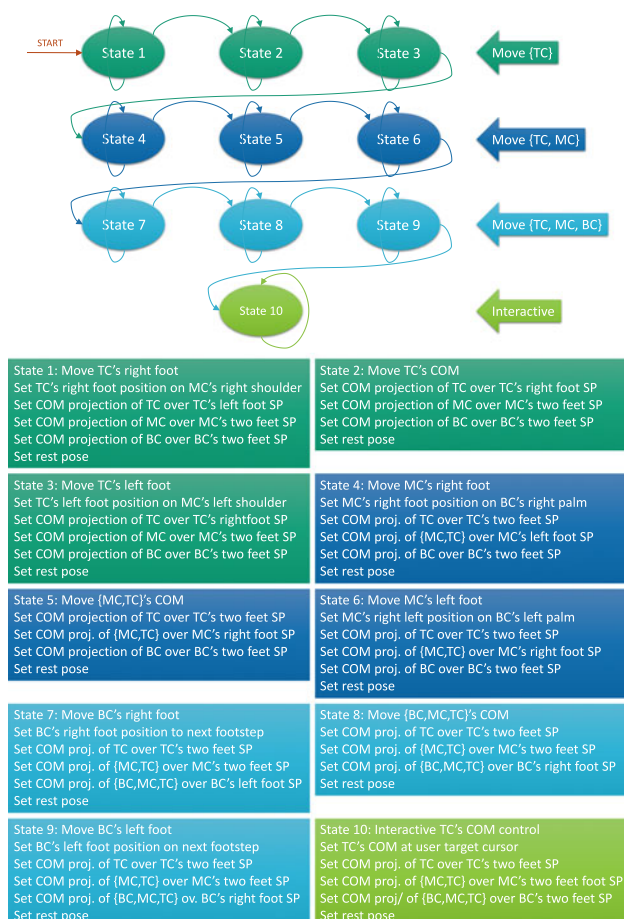 START
State 1
State 2
State 3
Move {TC}
State 4
State 5
State 6
Move {TC, MC}
State 7
State 8
State 9
Move {TC, MC, BC}
State 10
Interactive
State 1: Move TC's right foot
Set TC's right foot position on MC's right shoulder
Set COM projection of TC over TC's left foot SP
Set COM projection of MC over MC's two feet SP
Set COM projection of BC over BC's two feet SP
Set rest pose
State 2: Move TC's COM
Set COM projection of TC over TC's right foot SP
Set COM projection of MC over MC's two feet SP
Set COM projection of BC over BC's two feet SP
Set rest pose
State 3: Move TC's left foot
Set TC's left foot position on MC's left shoulder
Set COM projection of TC over TC's rightfoot SP
Set COM projection of MC over MC's two feet SP
Set COM projection of BC over BC's two feet SP
Set rest pose
State 4: Move MC's right foot
Set MC's right foot position on BC's right palm
Set COM proj. of TC over TC's two feet SP
Set COM proj. of {MC,TC} over MC's left foot SP
Set COM proj. of BC over BC's two feet SP
Set rest pose
State 5: Move {MC,TC}'s COM
Set COM projection of TC over TC's two feet SP
Set COM proj. of {MC,TC} over MC's right foot SP
Set COM projection of BC over BC's two feet SP
Set rest pose
State 6: Move MC's left foot
Set MC's right left position on BC's left palm
Set COM proj. of TC over TC's two feet SP
Set COM proj. of {MC,TC} over MC's right foot SP
Set COM proj. of BC over BC's two feet SP
Set rest pose
State 7: Move BC's right foot
Set BC's right foot position to next footstep
Set COM proj. of TC over TC's two feet SP
Set COM proj. of {MC,TC} over MC's two feet SP
Set COM proj. of {BC,MC,TC} over BC's left foot SP
Set rest pose
State 8: Move {BC,MC,TC}'s COM
Set COM proj. of TC over TC's two feet SP
Set COM proj. of {MC,TC} over MC's two feet SP
Set COM proj. of {BC,MC,TC} over BC's right foot SP
Set rest pose
State 9: Move BC's left foot
Set BC's left foot position on next footstep
Set COM proj. of TC over TC's two feet SP
Set COM proj. of {MC,TC} over MC's two feet SP
Set COM proj. of {BC,MC,TC} ov. BC's right foot SP
Set rest pose
State 10: Interactive TC's COM control
Set TC's COM at user target cursor
Set COM proj. of TC over TC's two feet SP
Set COM proj. of {MC,TC} over MC's two feet foot SP
Set COM proj/ of {BC,MC,TC} over BC's two feet SP
Set rest pose